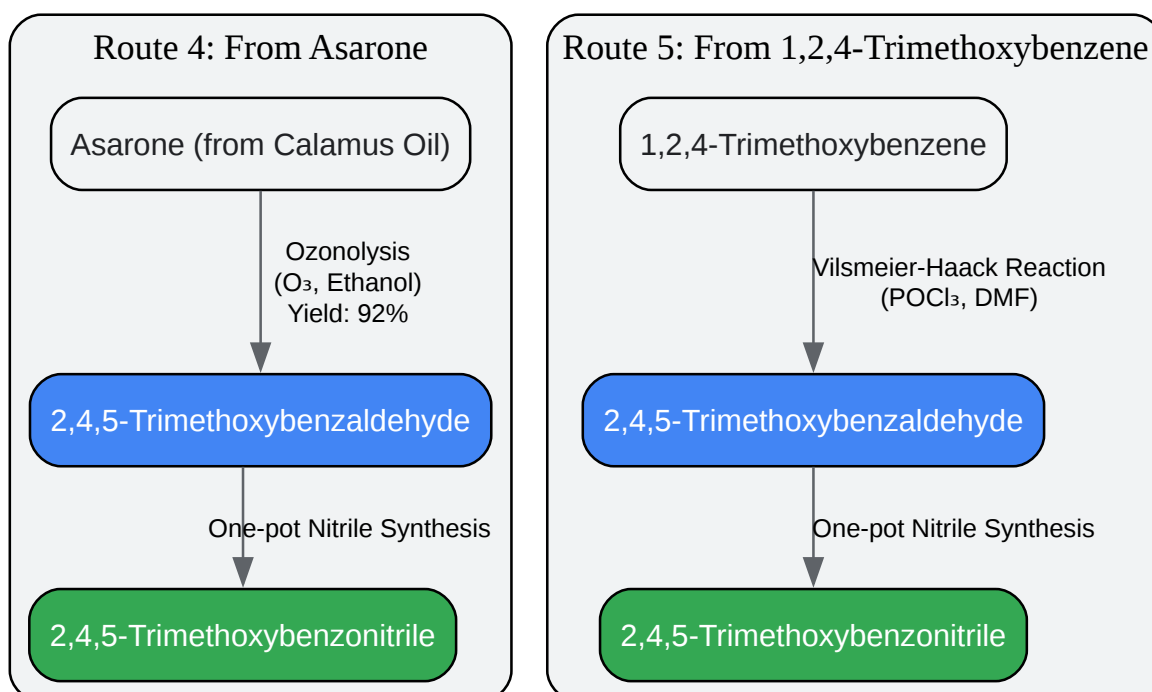 Route 4: From Asarone
Asarone (from Calamus Oil)
Ozonolysis
(O₃, Ethanol)
Yield: 92%
2,4,5-Trimethoxybenzaldehyde
One-pot Nitrile Synthesis
2,4,5-Trimethoxybenzonitrile
Route 5: From 1,2,4-Trimethoxybenzene
1,2,4-Trimethoxybenzene
Vilsmeier-Haack Reaction
(POCl₃, DMF)
2,4,5-Trimethoxybenzaldehyde
One-pot Nitrile Synthesis
2,4,5-Trimethoxybenzonitrile